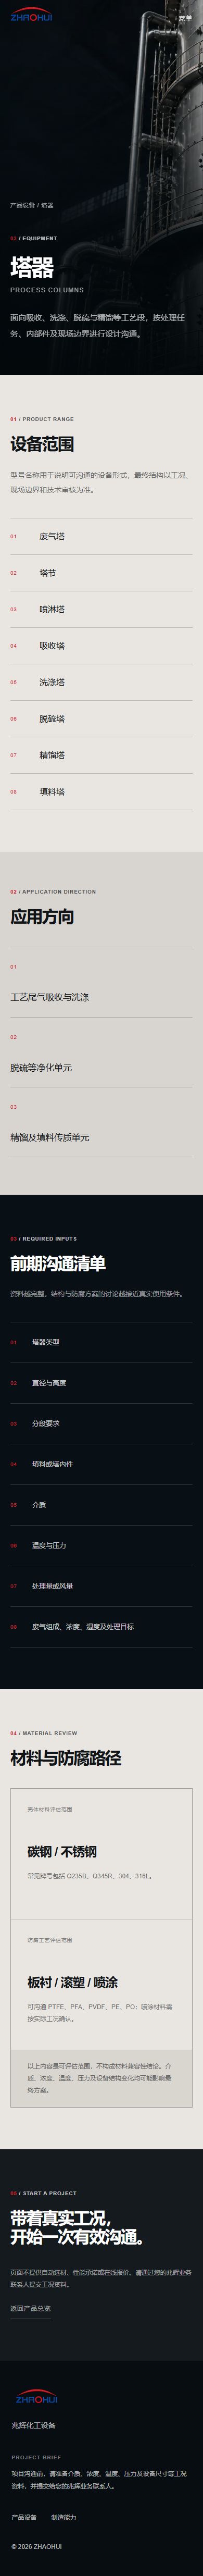 ZHAOHUI
菜单
产品设备 / 塔器
03 / EQUIPMENT
塔器
PROCESS COLUMNS
面向吸收、洗涤、脱硫与精馏等工艺段，按处理任
务、内部件及现场边界进行设计沟通。
01 / PRODUCT RANGE
设备范围
型号名称用于说明可沟通的设备形式，最终结构以工况、
现场边界和技术审核为准。
01 废气塔
02 塔节
03 喷淋塔
04 吸收塔
05 洗涤塔
06 脱硫塔
07 精馏塔
08 填料塔
02 / APPLICATION DIRECTION
应用方向
01
工艺尾气吸收与洗涤
02
脱硫等净化单元
03
精馏及填料传质单元
03 / REQUIRED INPUTS
前期沟通清单
资料越完整，结构与防腐方案的讨论越接近真实使用条件。
01 塔器类型
02 直径与高度
03 分段要求
04 填料或塔内件
05 介质
06 温度与压力
07 处理量或风量
08 废气组成、浓度、湿度及处理目标
04 / MATERIAL REVIEW
材料与防腐路径
壳体材料评估范围
碳钢 / 不锈钢
常见牌号包括 Q235B、Q345R、304、316L。
防腐工艺评估范围
板衬 / 滚塑 / 喷涂
可沟通 PTFE、PFA、PVDF、PE、PO；喷涂材料需
按实际工况确认。
以上内容是可评估范围，不构成材料兼容性结论。介
质、浓度、温度、压力及设备结构变化均可能影响最
终方案。
05 / START A PROJECT
带着真实工况，
开始一次有效沟通。
页面不提供自动选材、性能承诺或在线报价。请通过您的兆辉业务
联系人提交工况资料。
返回产品总览
ZHAOHUI
兆辉化工设备
PROJECT BRIEF
项目沟通前，请准备介质、浓度、温度、压力及设备尺寸等工况
资料，并提交给您的兆辉业务联系人。
产品设备 制造能力
© 2026 ZHAOHUI